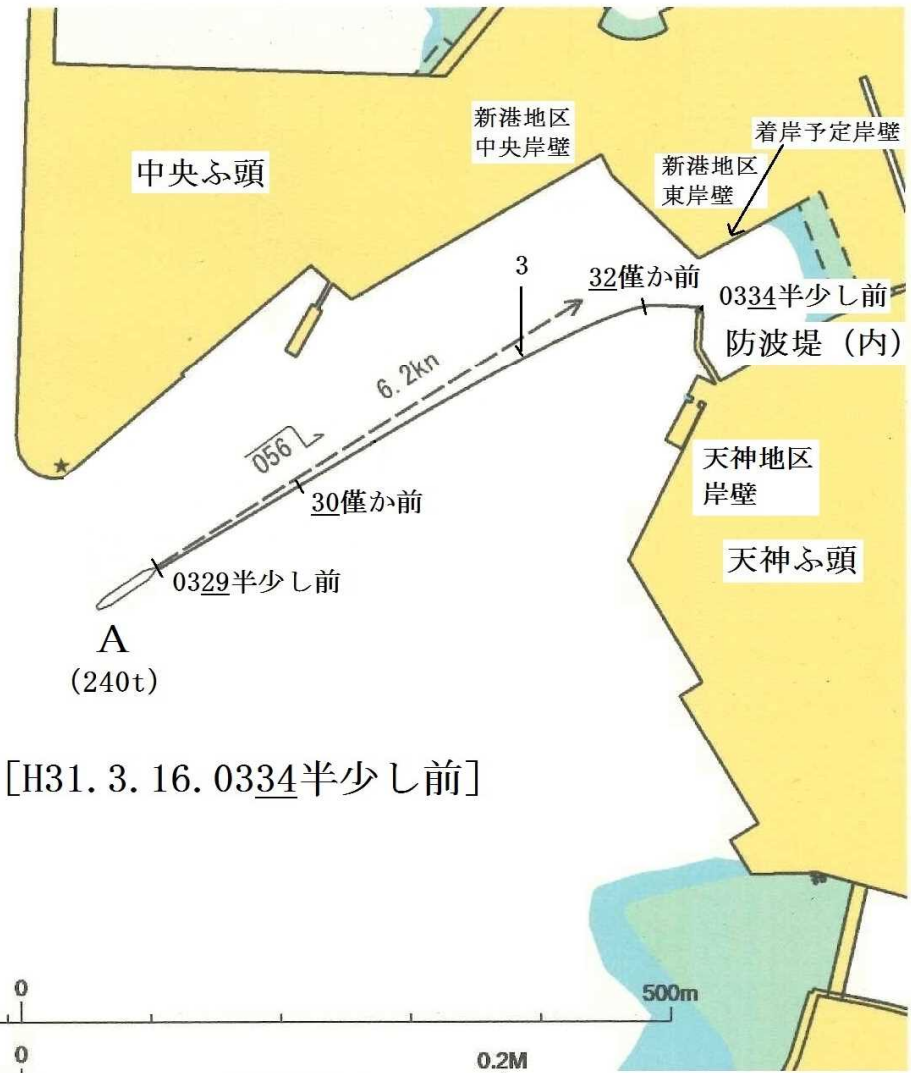 新港地区
中央岸壁
着岸予定岸壁
中央ふ頭
新港地区
東岸壁
3
32僅か前
0334半少し前
防波堤（内）
6.2kn
056
天神地区
岸壁
30僅か前
天神ふ頭
0329半少し前
A
(240t)
[H31.3.16.0334半少し前]
0
500m
0
0.2M